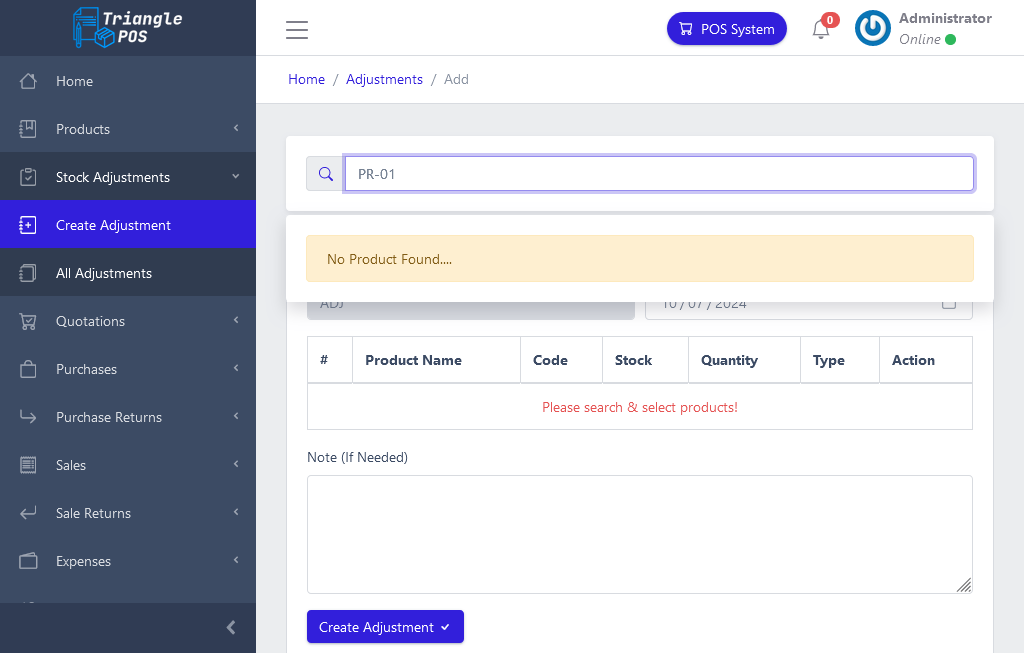 Triangle
POS
Home
Products
Stock Adjustments
Create Adjustment
All Adjustments
Quotations
Purchases
Purchase Returns
Sales
Sale Returns
Expenses
POS System
0
Administrator
Online
Home / Adjustments / Add
PR-01
No Product Found....
ADJ
10/07/2024
# Product Name Code Stock Quantity Type Action
Please search & select products!
Note (If Needed)
Create Adjustment